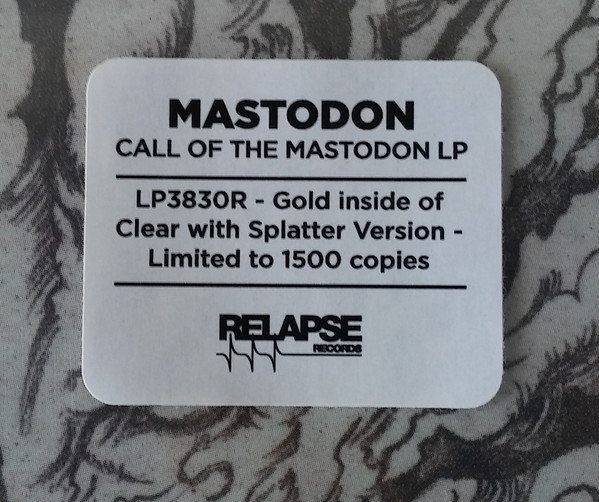 MASTODON
CALL OF THE MASTODON LP
LP3830R - Gold inside of
Clear with Splatter Version -
Limited to 1500 copies
RELAPSE
RECORDS